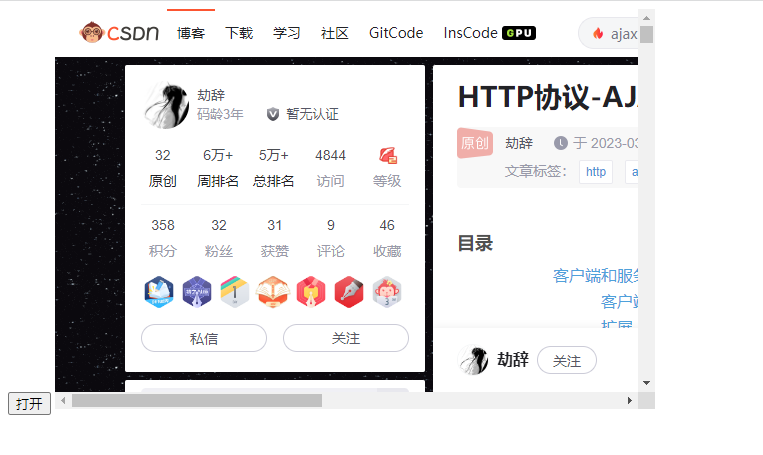 CSDN 博客 下载 学习 社区 GitCode InsCode GPU ajax
劫辞
码龄3年 暂无认证
32 6万+ 5万+ 4844
原创 周排名 总排名 访问 等级
358 32 31 9 46
积分 粉丝 获赞 评论 收藏
私信 关注
HTTP协议-AJ
原创 劫辞 于 2023-03
文章标签： http a
目录
客户端和服务
客户端
扩展
劫辞 关注
打开